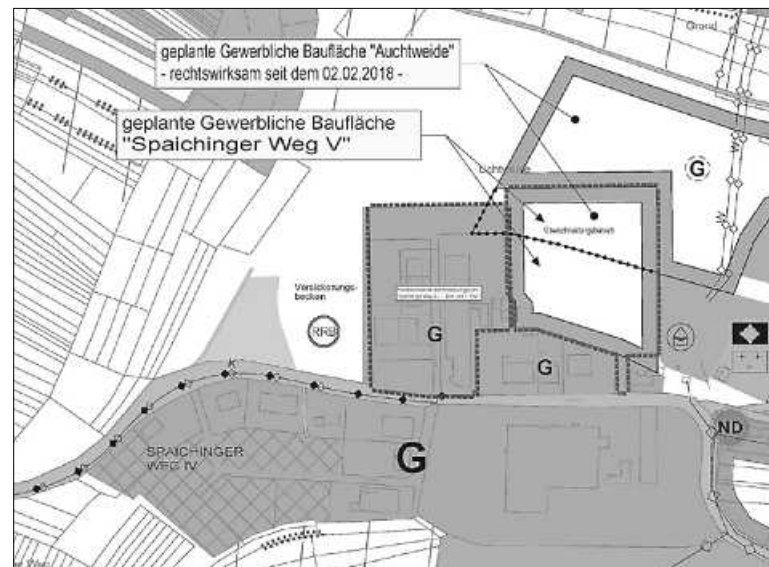 geplante Gewerbliche Baufläche "Auchtweide"
- rechtswirksam seit dem 02.02.2018 -
geplante Gewerbliche Baufläche
"Spaichinger Weg V"
G
Versickerungs-
becken
RRB
G
G
ND
SPAICHINGER
WEG IV
G